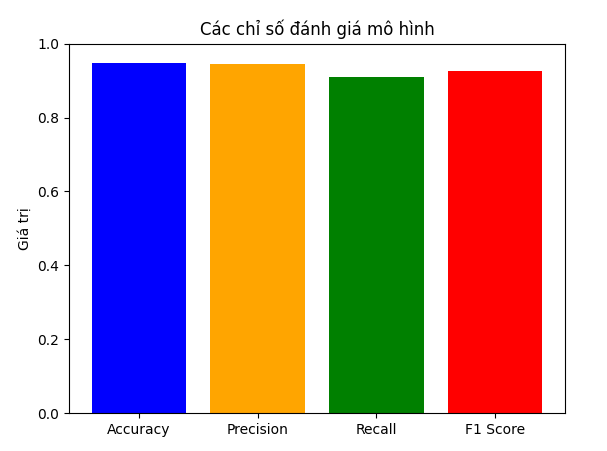 Các chỉ số đánh giá mô hình
Giá trị
1.0
0.8
0.6
0.4
0.2
0.0
Accuracy Precision Recall F1 Score